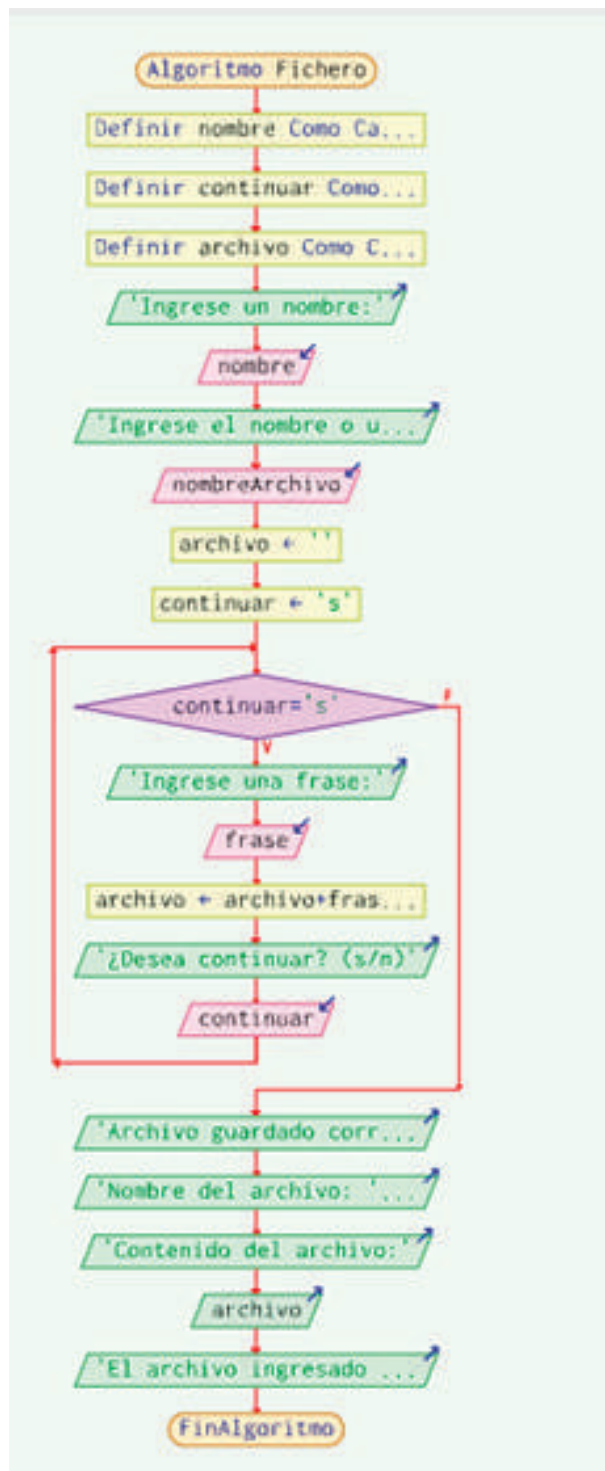 Algoritmo Fichero
Definir nombre Como Ca...
Definir continuar Como...
Definir archivo Como C...
'Ingrese un nombre:'
nombre
'Ingrese el nombre o u...
nombreArchivo
archivo ← ''
continuar ← 's'
continuar='s'
F
V
'Ingrese una frase:'
frase
archivo ← archivo+fras...
'¿Desea continuar? (s/n)'
continuar
'Archivo guardado corr...
'Nombre del archivo: '...
'Contenido del archivo:'
archivo
'El archivo ingresado ...
FinAlgoritmo